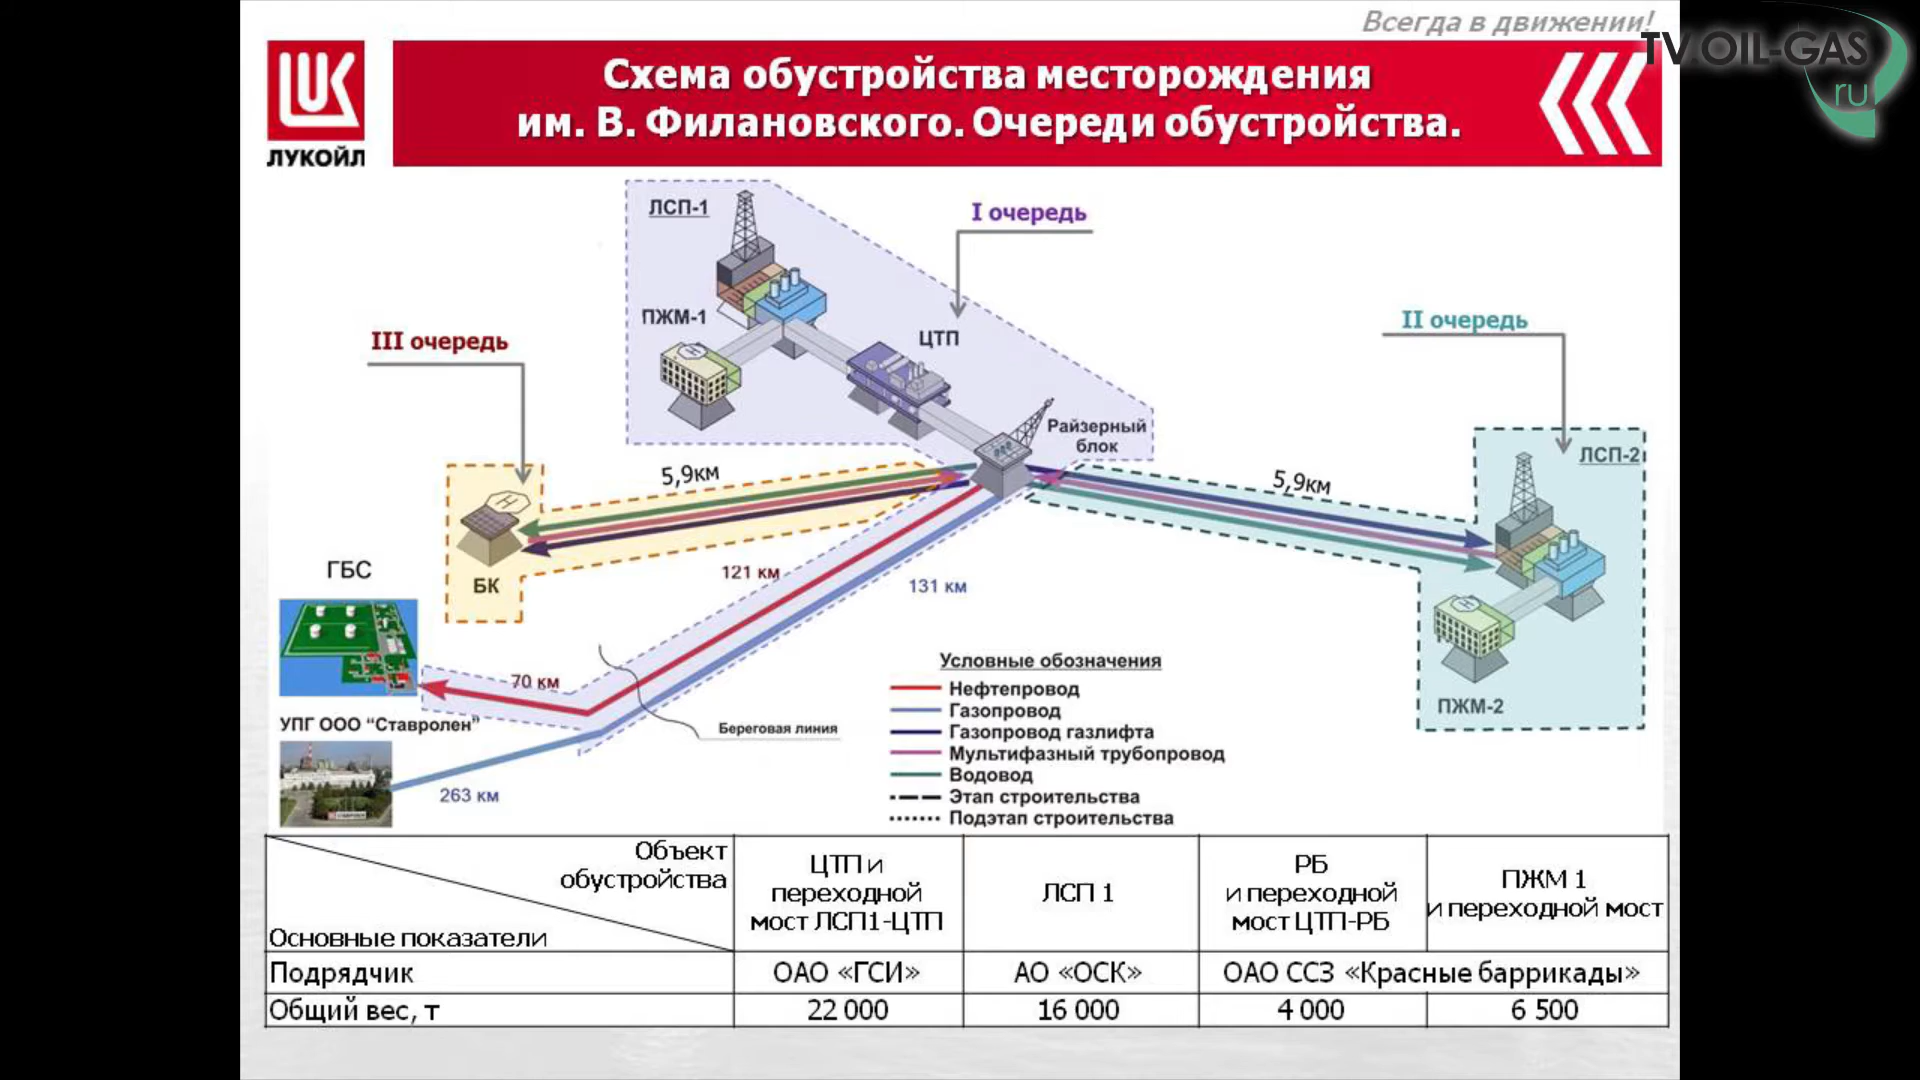 Всегда в движении!
TV.OIL-GAS
ru
ЛУКОЙЛ
Схема обустройства месторождения
им. В. Филановского. Очереди обустройства.
ЛСП-1
I очередь
ПЖМ-1
ЦТП
II очередь
III очередь
Райзерный
блок
ЛСП-2
5,9км
5,9км
ГБС
БК
121 км
131 км
70 км
ПЖМ-2
УПГ ООО “Ставролен”
Береговая линия
263 км
Условные обозначения
Нефтепровод
Газопровод
Газопровод газлифта
Мультифазный трубопровод
Водовод
Этап строительства
Подэтап строительства
Объект
обустройства
Основные показатели
ЦТП и
переходной
мост ЛСП1-ЦТП
ЛСП 1
РБ
и переходной
мост ЦТП-РБ
ПЖМ 1
и переходной мост
Подрядчик
ОАО «ГСИ»
АО «ОСК»
ОАО ССЗ «Красные баррикады»
Общий вес, т
22 000
16 000
4 000
6 500